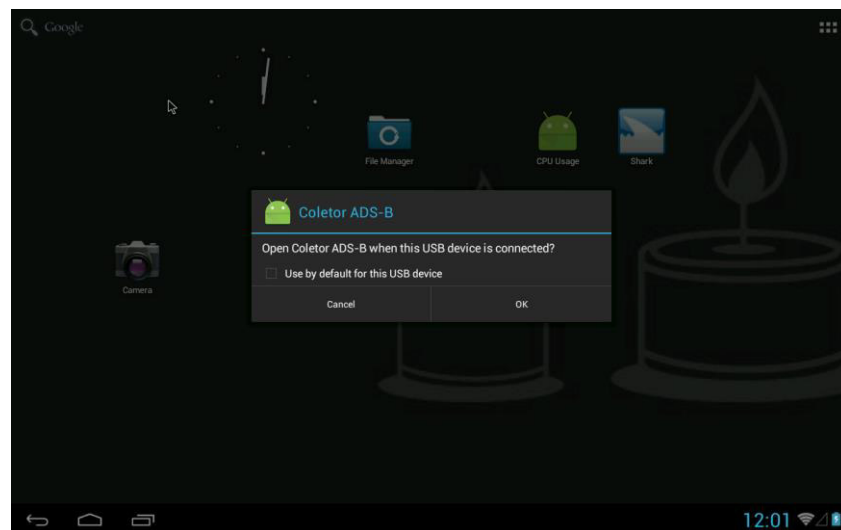 Google
File Manager
CPU Usage
Shark
Coletor ADS-B
Open Coletor ADS-B when this USB device is connected?
Use by default for this USB device
Camera
Cancel
OK
12:01